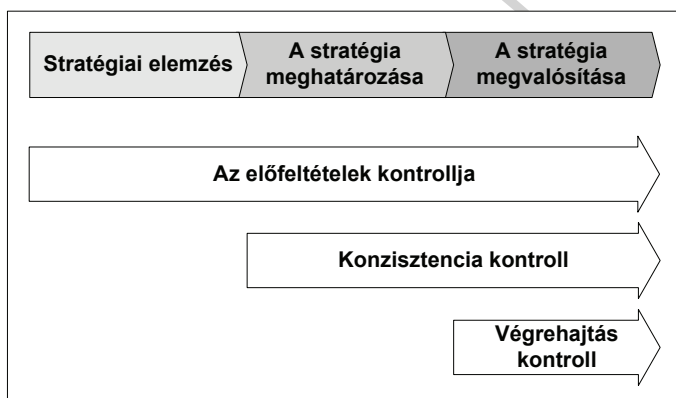 Stratégiai elemzés
A stratégia
meghatározása
A stratégia
megvalósítása
Az előfeltételek kontrollja
Konzisztencia kontroll
Végrehajtás
kontroll